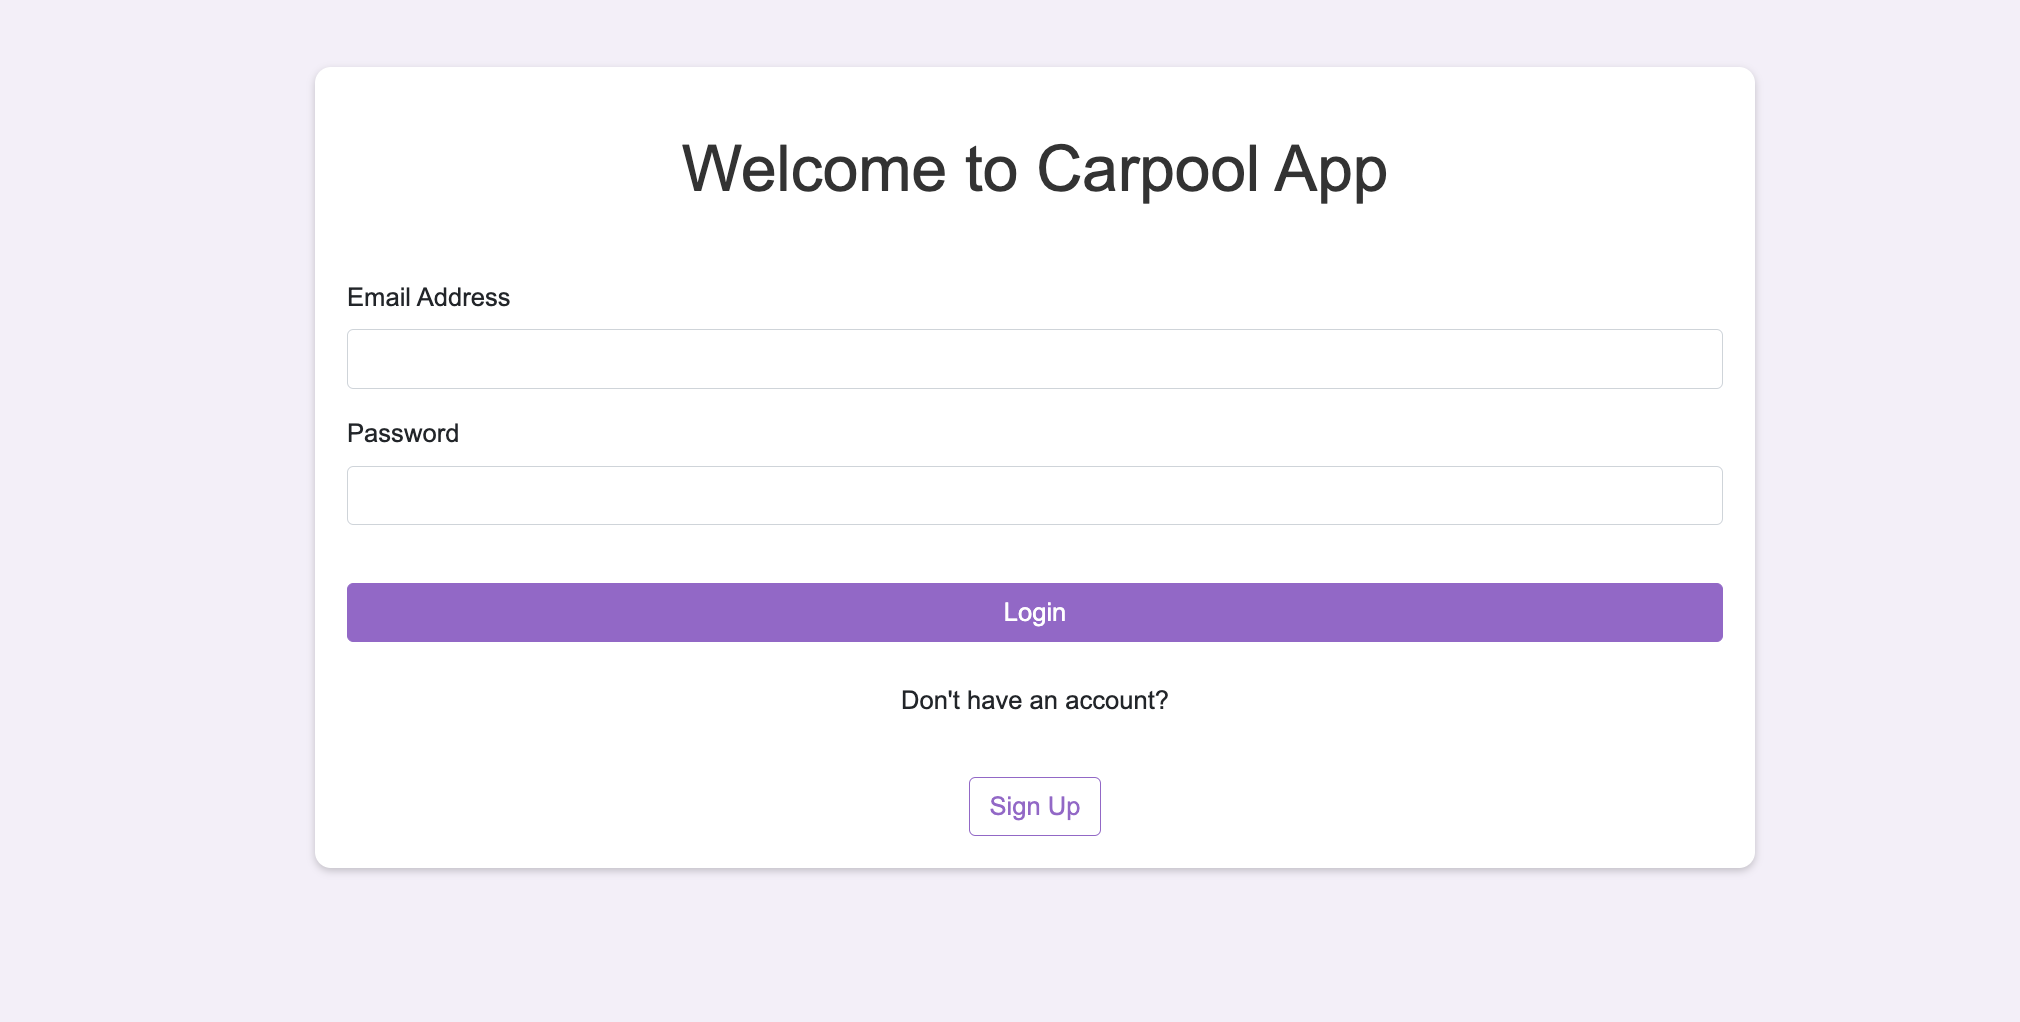 Welcome to Carpool App
Email Address
Password
Login
Don't have an account?
Sign Up